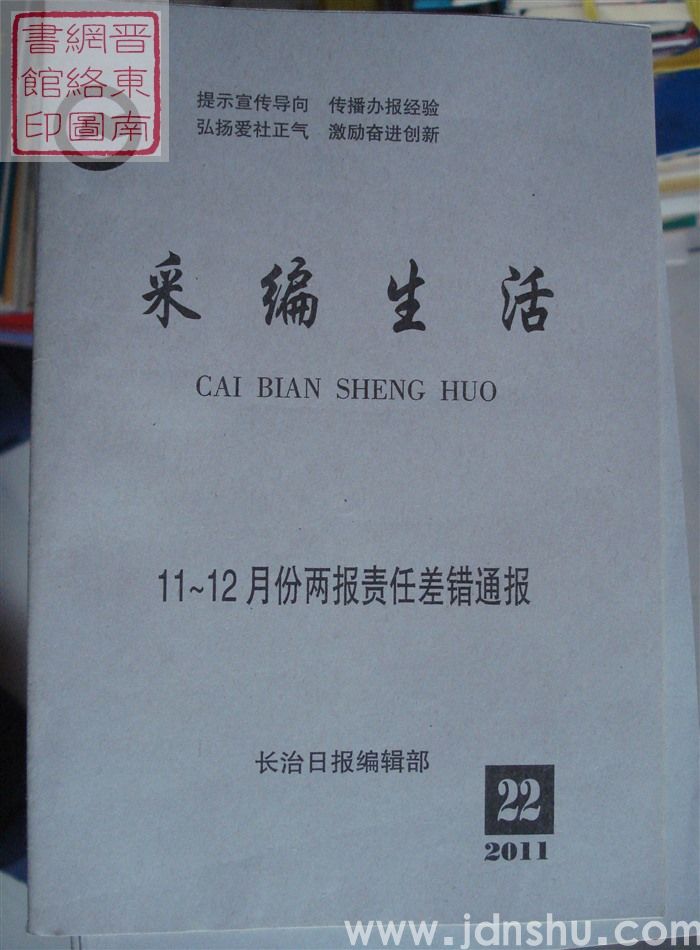 晋東南
網絡圖
書館印
提示宣传导向 传播办报经验
弘扬爱社正气 激励奋进创新
采编生活
CAI BIAN SHENG HUO
11~12月份两报责任差错通报
长治日报编辑部
22
2011
www.jdnshu.com